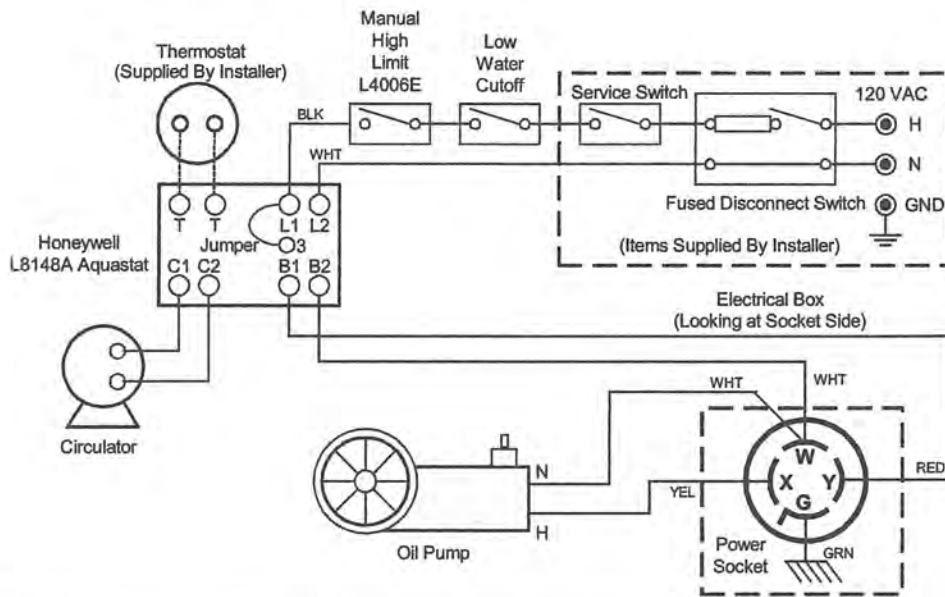 Manual
High
Limit
L4006E
Low
Water
Cutoff
Thermostat
(Supplied By Installer)
Service Switch
120 VAC
BLK
H
WHT
N
Fused Disconnect Switch
GND
T
T
L1
L2
Jumper
3
(Items Supplied By Installer)
Honeywell
L8148A Aquastat
C1
C2
B1
B2
Electrical Box
(Looking at Socket Side)
Circulator
WHT
WHT
W
X
Y
G
RED
YEL
N
H
Oil Pump
Power
Socket
GRN